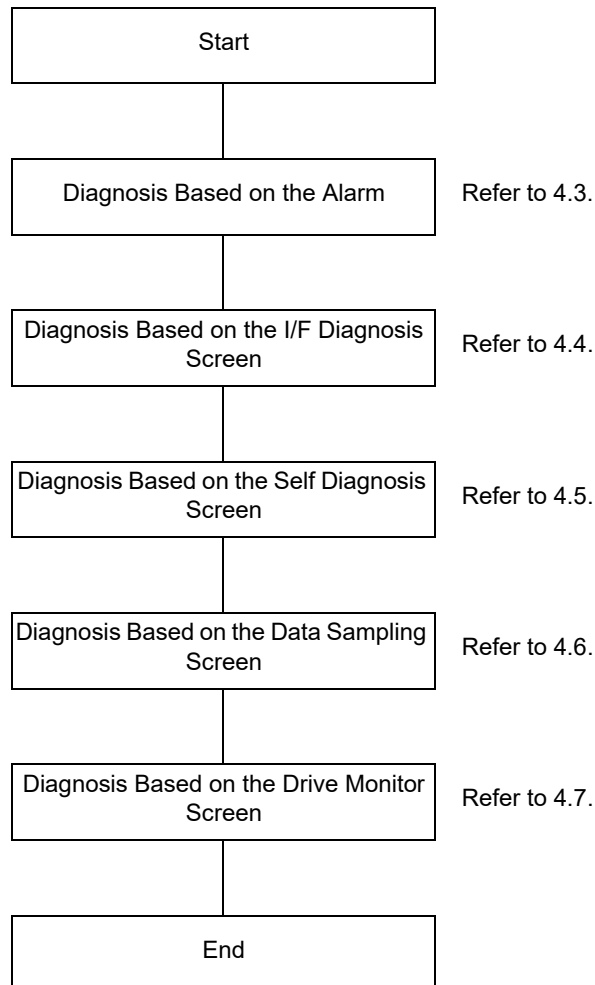 Start
Diagnosis Based on the Alarm
Refer to 4.3.
Diagnosis Based on the I/F Diagnosis
Screen
Refer to 4.4.
Diagnosis Based on the Self Diagnosis
Screen
Refer to 4.5.
Diagnosis Based on the Data Sampling
Screen
Refer to 4.6.
Diagnosis Based on the Drive Monitor
Screen
Refer to 4.7.
End